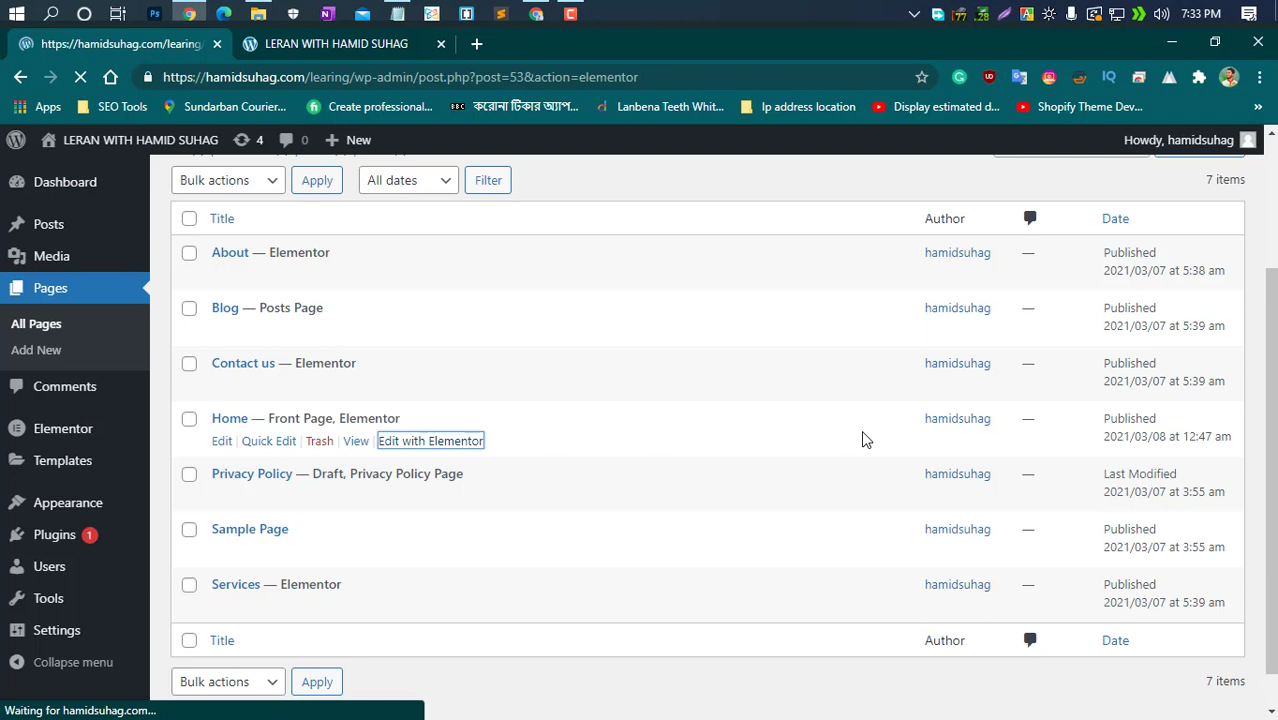 7:33 PM
https://hamidsuhag.com/learing/
LERAN WITH HAMID SUHAG
https://hamidsuhag.com/learing/wp-admin/post.php?post=53&action=elementor
Apps SEO Tools Sundarban Courier... Create professional... BBC করোনা টিকার অ্যাপ... Lanbena Teeth Whit... Ip address location Display estimated d... Shopify Theme Dev...
LERAN WITH HAMID SUHAG 4 0 New Howdy, hamidsuhag
Dashboard
Posts
Media
Pages
All Pages
Add New
Comments
Elementor
Templates
Appearance
Plugins 1
Users
Tools
Settings
Collapse menu
Bulk actions Apply All dates Filter 7 items
Title Author Date
About — Elementor hamidsuhag — Published
2021/03/07 at 5:38 am
Blog — Posts Page hamidsuhag — Published
2021/03/07 at 5:39 am
Contact us — Elementor hamidsuhag — Published
2021/03/07 at 5:39 am
Home — Front Page, Elementor hamidsuhag — Published
Edit | Quick Edit | Trash | View | Edit with Elementor 2021/03/08 at 12:47 am
Privacy Policy — Draft, Privacy Policy Page hamidsuhag — Last Modified
2021/03/07 at 3:55 am
Sample Page hamidsuhag — Published
2021/03/07 at 3:55 am
Services — Elementor hamidsuhag — Published
2021/03/07 at 5:39 am
Title Author Date
Bulk actions Apply 7 items
Waiting for hamidsuhag.com...